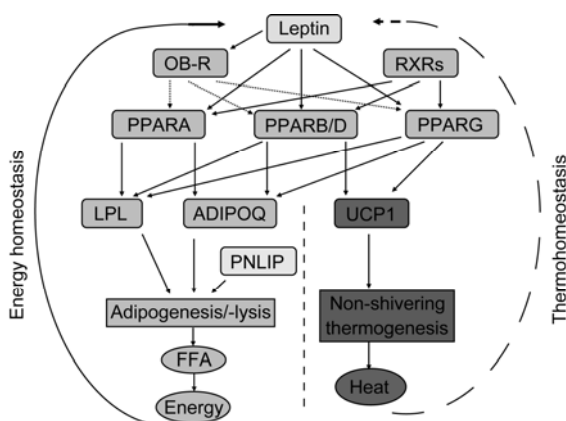 Leptin
OB-R
RXRs
PPARA
PPARB/D
PPARG
LPL
ADIPOQ
UCP1
PNLIP
Adipogenesis/-lysis
Non-shivering
thermogenesis
FFA
Heat
Energy
Energy homeostasis
Thermohomeostasis